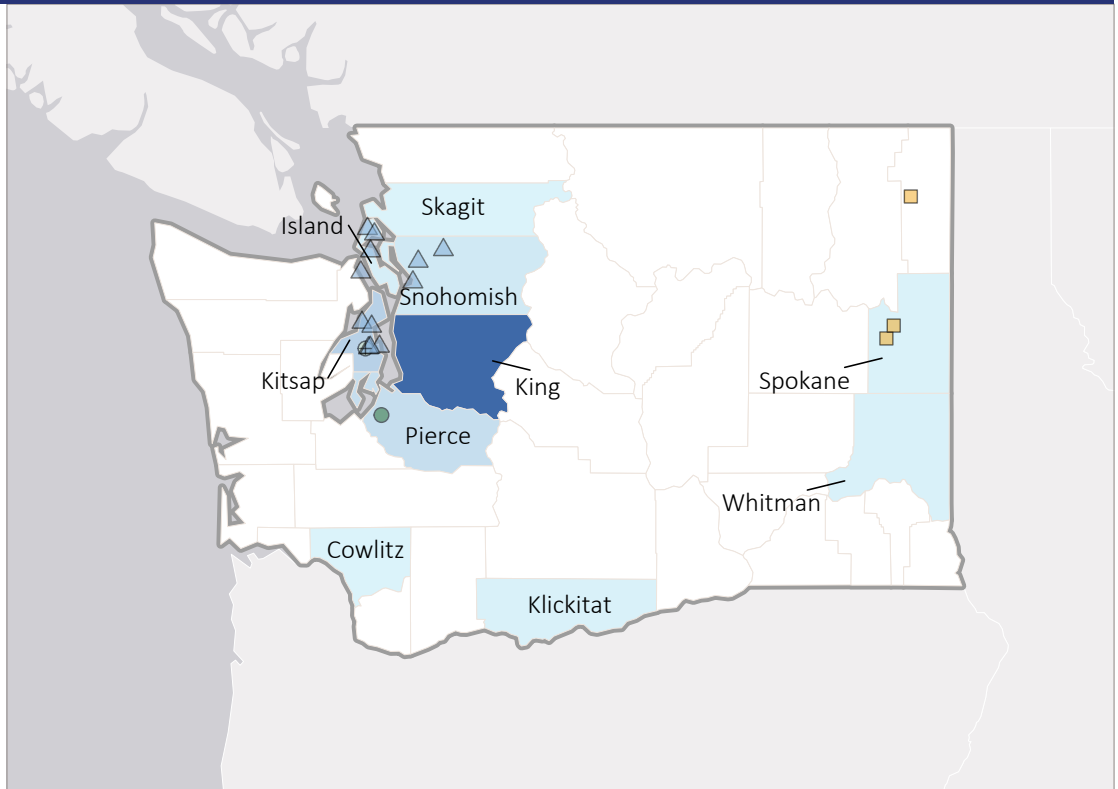 Skagit
Island
Snohomish
Kitsap
King
Spokane
Pierce
Whitman
Cowlitz
Klickitat